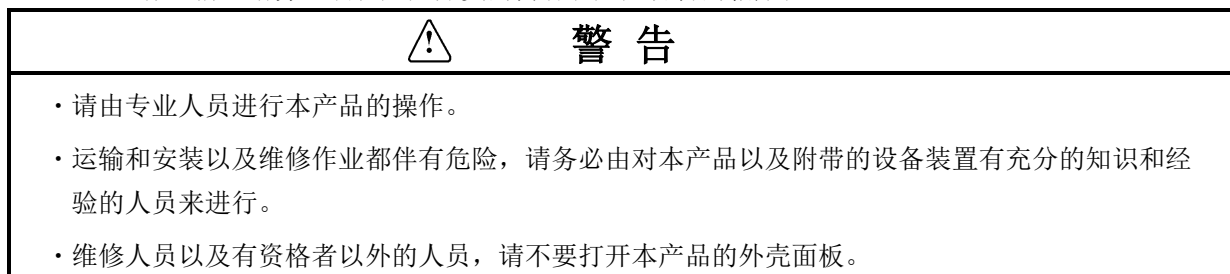 警 告
・请由专业人员进行本产品的操作。
・运输和安装以及维修作业都伴有危险，请务必由对本产品以及附带的设备装置有充分的知识和经
验的人员来进行。
・维修人员以及有资格者以外的人员，请不要打开本产品的外壳面板。